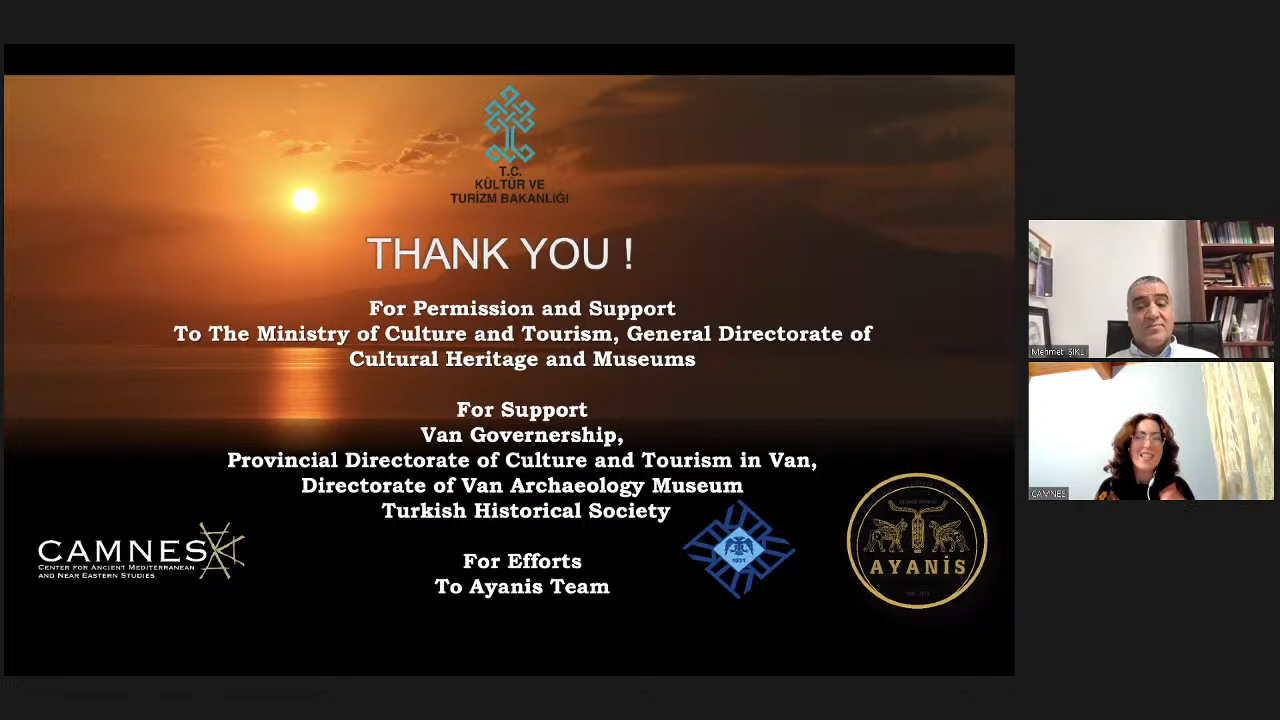 T.C.
KÜLTÜR VE
TURİZM BAKANLIĞI
THANK YOU !
For Permission and Support
To The Ministry of Culture and Tourism, General Directorate of
Cultural Heritage and Museums
For Support
Van Governership,
Provincial Directorate of Culture and Tourism in Van,
Directorate of Van Archaeology Museum
Turkish Historical Society
For Efforts
To Ayanis Team
CAMNES
CENTER FOR ANCIENT MEDITERRANEAN
AND NEAR EASTERN STUDIES
1931
AYANİS
Mehmet IŞIKLI
CAMNES